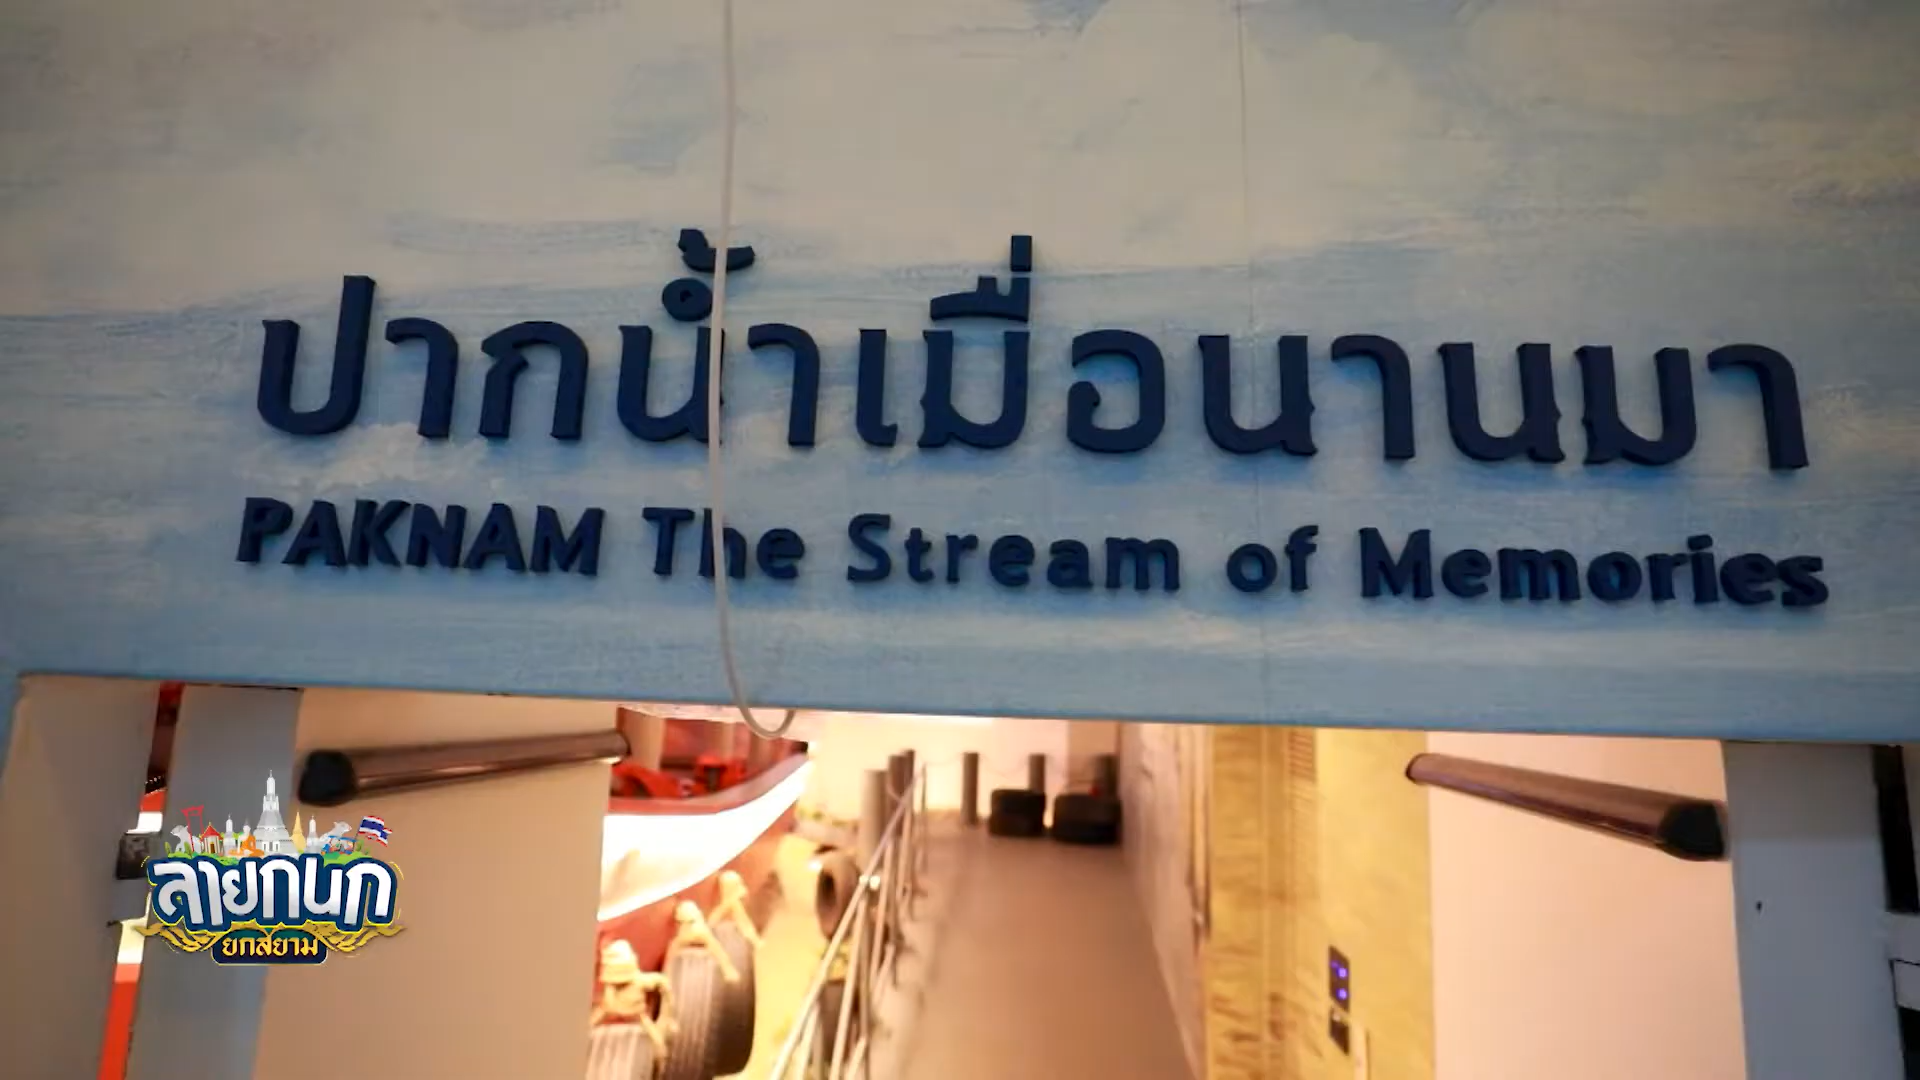 ปากน้ำเมื่อนานมา
PAKNAM The Stream of Memories
ลายกนก
ยกสยาม